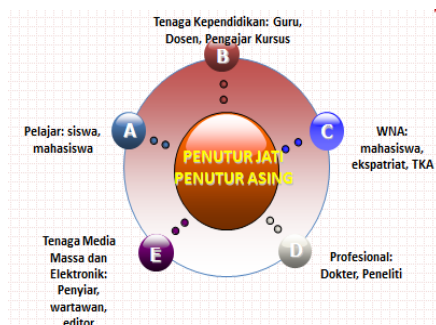 Tenaga Kependidikan: Guru,
Dosen, Pengajar Kursus
B
Pelajar: siswa,
mahasiswa
A
C
WNA:
mahasiswa,
ekspatriat, TKA
PENUTUR JATI
PENUTUR ASING
Tenaga Media
Massa dan
Elektronik:
Penyiar,
wartawan,
editor
E
D
Profesional:
Dokter, Peneliti